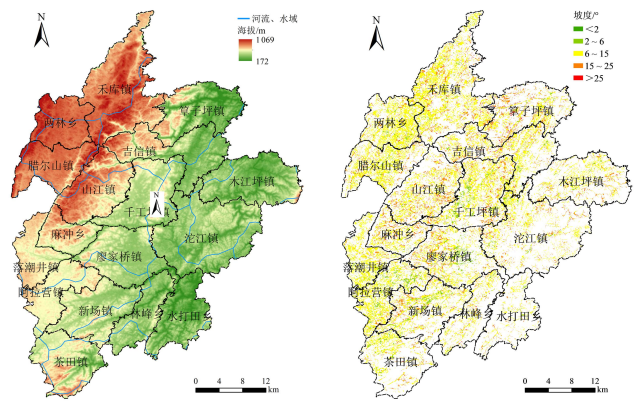 N
河流、水域
海拔/m
1 069
172
禾库镇
两林乡
筸子坪镇
吉信镇
腊尔山镇
山江镇
木江坪镇
千工坪镇
N
麻冲乡
沱江镇
廖家桥镇
落潮井镇
阿拉营镇
新场镇
林峰乡
水打田乡
茶田镇
0 4 8 12
km
N
坡度/°
<2
2~6
6~15
15~25
>25
禾库镇
两林乡
筸子坪镇
吉信镇
腊尔山镇
山江镇
木江坪镇
千工坪镇
麻冲乡
沱江镇
廖家桥镇
落潮井镇
阿拉营镇
新场镇
林峰乡
水打田乡
茶田镇
0 4 8 12
km